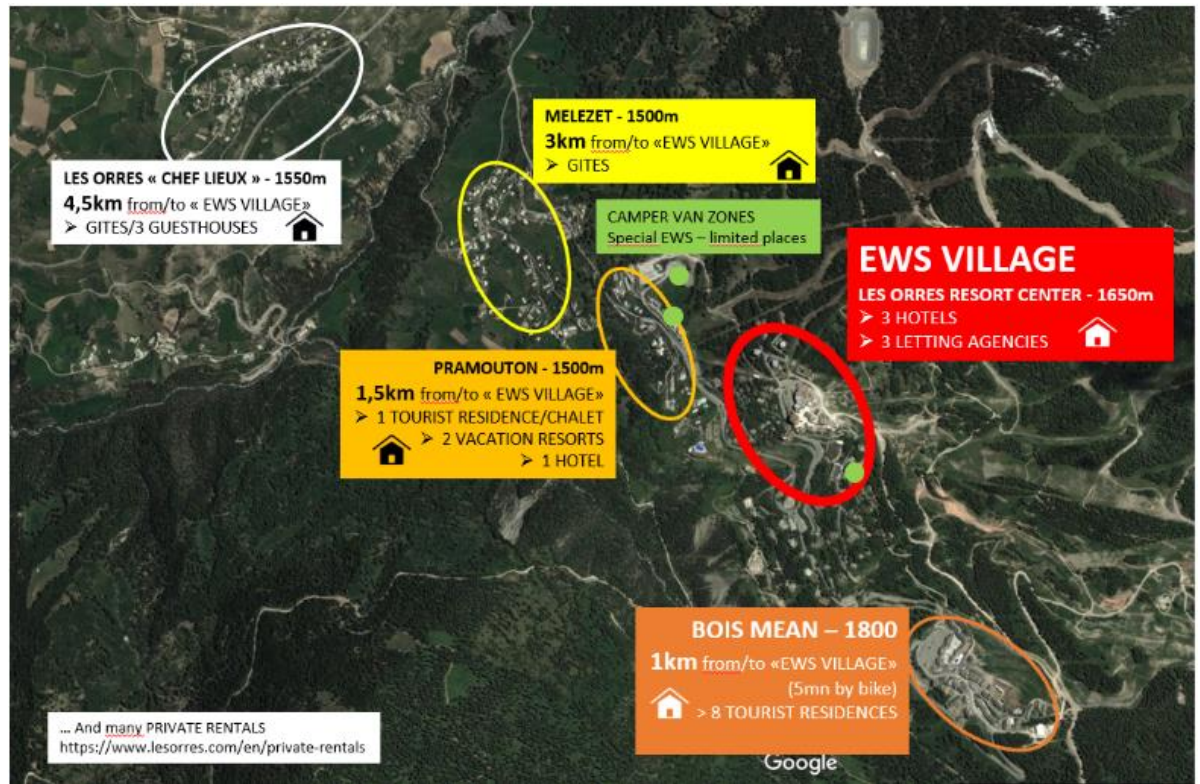 MELEZET - 1500m
3km from/to «EWS VILLAGE»
➢ GITES
LES ORRES « CHEF LIEUX » - 1550m
4,5km from/to « EWS VILLAGE»
➢ GITES/3 GUESTHOUSES
CAMPER VAN ZONES
Special EWS – limited places
EWS VILLAGE
LES ORRES RESORT CENTER - 1650m
➢ 3 HOTELS
➢ 3 LETTING AGENCIES
PRAMOUTON - 1500m
1,5km from/to « EWS VILLAGE»
➢ 1 TOURIST RESIDENCE/CHALET
➢ 2 VACATION RESORTS
➢ 1 HOTEL
BOIS MEAN – 1800
1km from/to «EWS VILLAGE»
(5mn by bike)
> 8 TOURIST RESIDENCES
... And many PRIVATE RENTALS
https://www.lesorres.com/en/private-rentals
Google